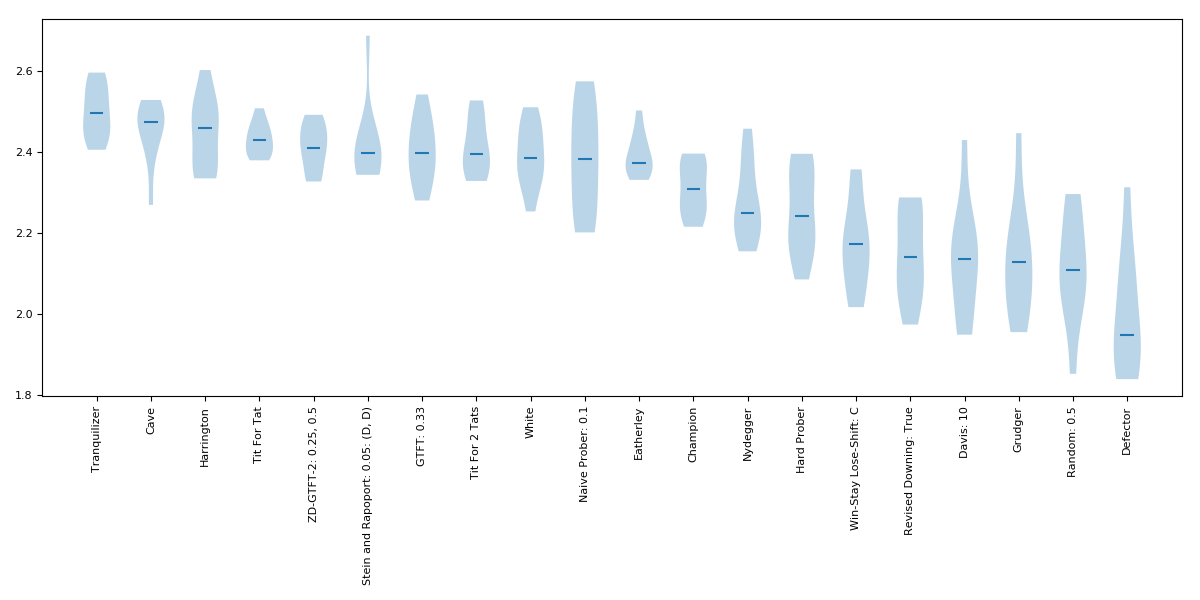 2.6
2.4
2.2
2.0
1.8
Tranquilizer
Cave
Harrington
Tit For Tat
ZD-GTFT-2: 0.25, 0.5
Stein and Rapoport: 0.05: (D, D)
GTFT: 0.33
Tit For 2 Tats
White
Naive Prober: 0.1
Eatherley
Champion
Nydegger
Hard Prober
Win-Stay Lose-Shift: C
Revised Downing: True
Davis: 10
Grudger
Random: 0.5
Defector